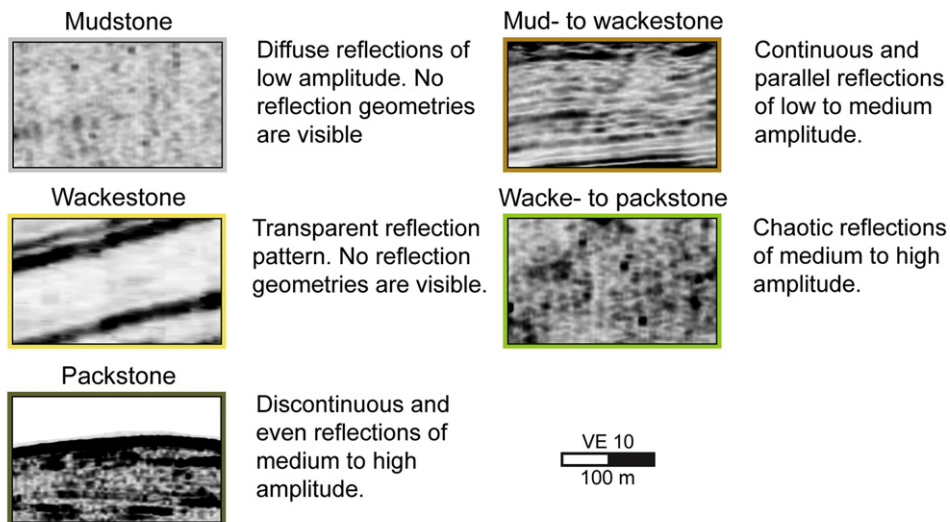 Mudstone
Diffuse reflections of
low amplitude. No
reflection geometries
are visible
Mud- to wackestone
Continuous and
parallel reflections
of low to medium
amplitude.
Wackestone
Transparent reflection
pattern. No reflection
geometries are visible.
Wacke- to packstone
Chaotic reflections
of medium to high
amplitude.
Packstone
Discontinuous and
even reflections of
medium to high
amplitude.
VE 10
100 m